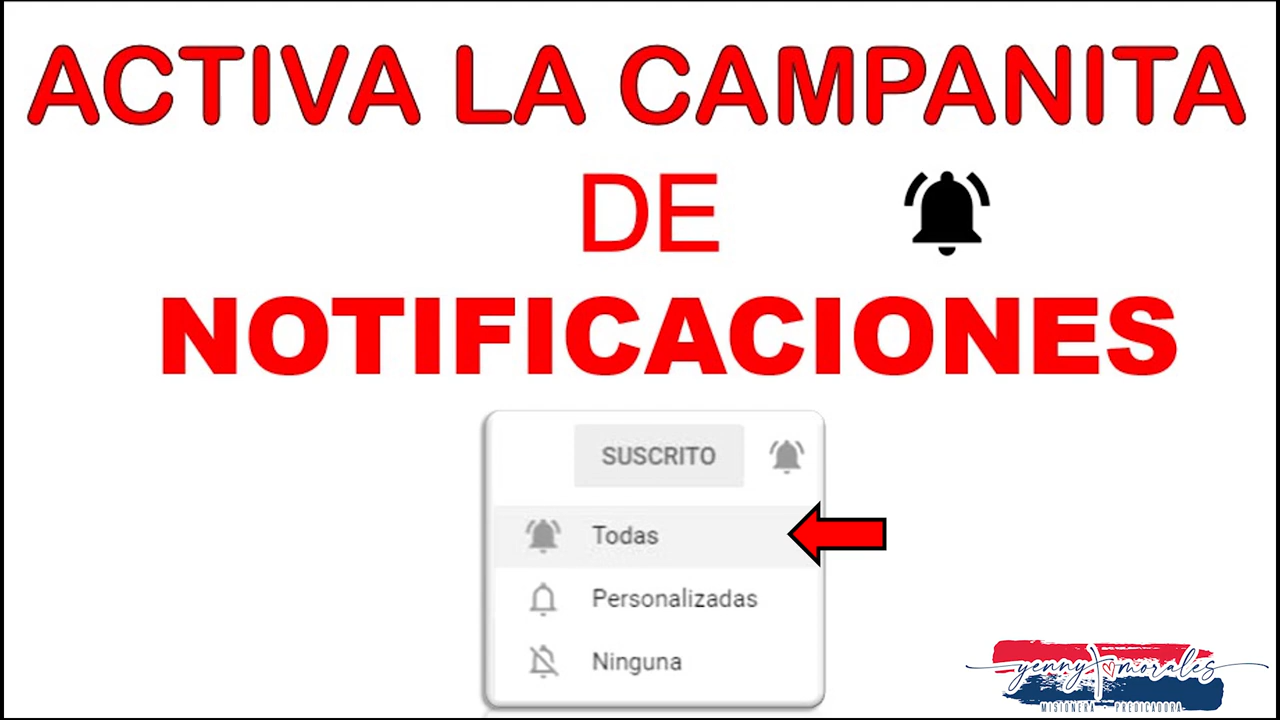 ACTIVA LA CAMPANITA
DE
NOTIFICACIONES
SUSCRITO
Todas
Personalizadas
Ninguna
yenny morales
MISIONERA - PREDICADORA